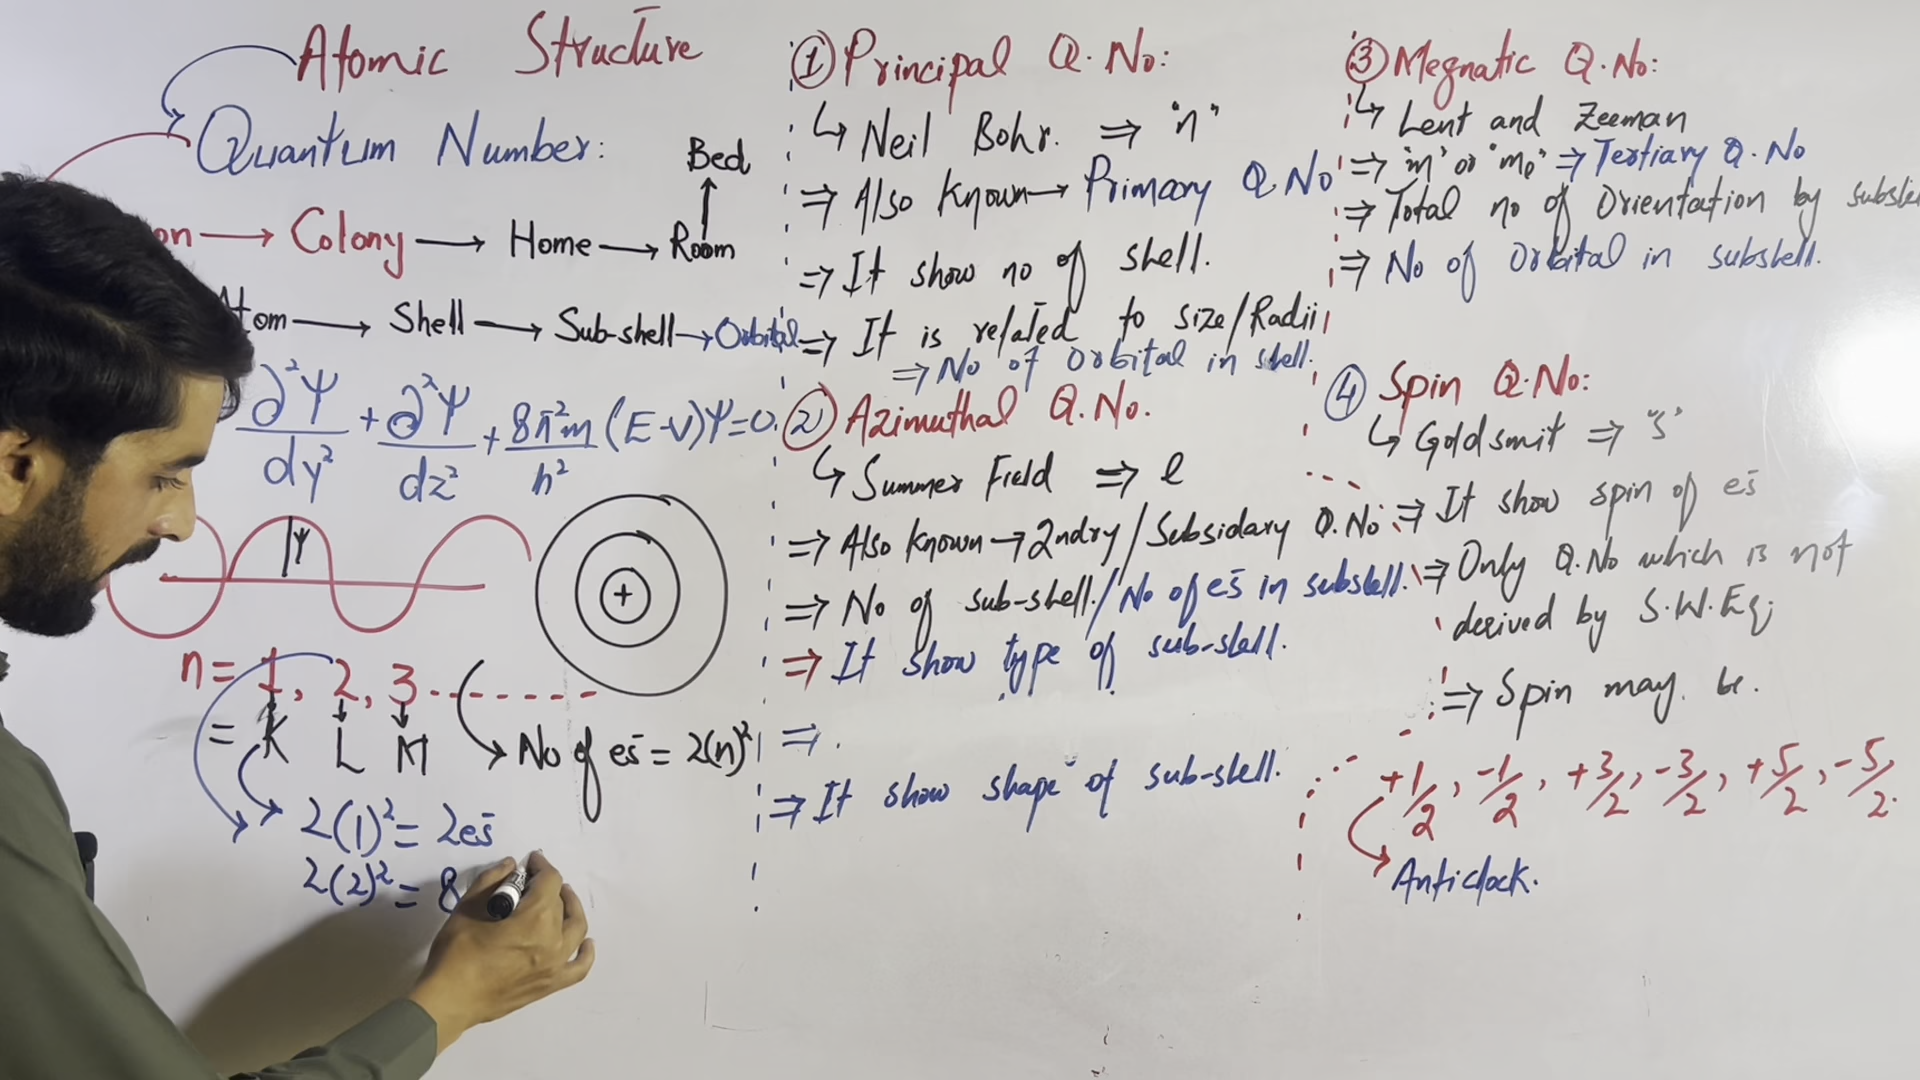 Atomic Structure
Quantum Number:
Bed
on → Colony → Home → Room
Atom → Shell → Sub-shell → Orbital
∂²Ψ/dy² + ∂²Ψ/dz² + 8π²m/h² (E-V)Ψ=0.
Ψ
+
n= 1, 2, 3.------
= K L M
No of es̄ = 2(n)²
2(1)² = 2es̄
2(2)² = 8
① Principal Q.No:
↳ Neil Bohr. ⇒ "n"
⇒ Also Known → Primary Q.No
⇒ It show no of shell.
⇒ It is related to size/Radii
⇒ No of orbital in shell.
② Azimuthal Q.No.
↳ Summer Field ⇒ l
⇒ Also Known → 2ndry/Subsidary Q.No
⇒ No of sub-shell./No of es̄ in subshell.
⇒ It show type of sub-shell.
⇒ .
⇒ It show shape of sub-shell.
③ Megnatic Q.No:
↳ Lent and Zeeman
⇒ "m" or "mℓ" ⇒ Tertiary Q.No
⇒ Total no of Orientation by subshe
⇒ No of Orbital in subshell.
④ Spin Q.No:
↳ Goldsmit ⇒ "s"
⇒ It show spin of es̄
⇒ Only Q.No which is not
derived by S.W.Eq;
⇒ Spin may be.
+1/2, -1/2, +3/2, -3/2, +5/2, -5/2.
Anticlock.